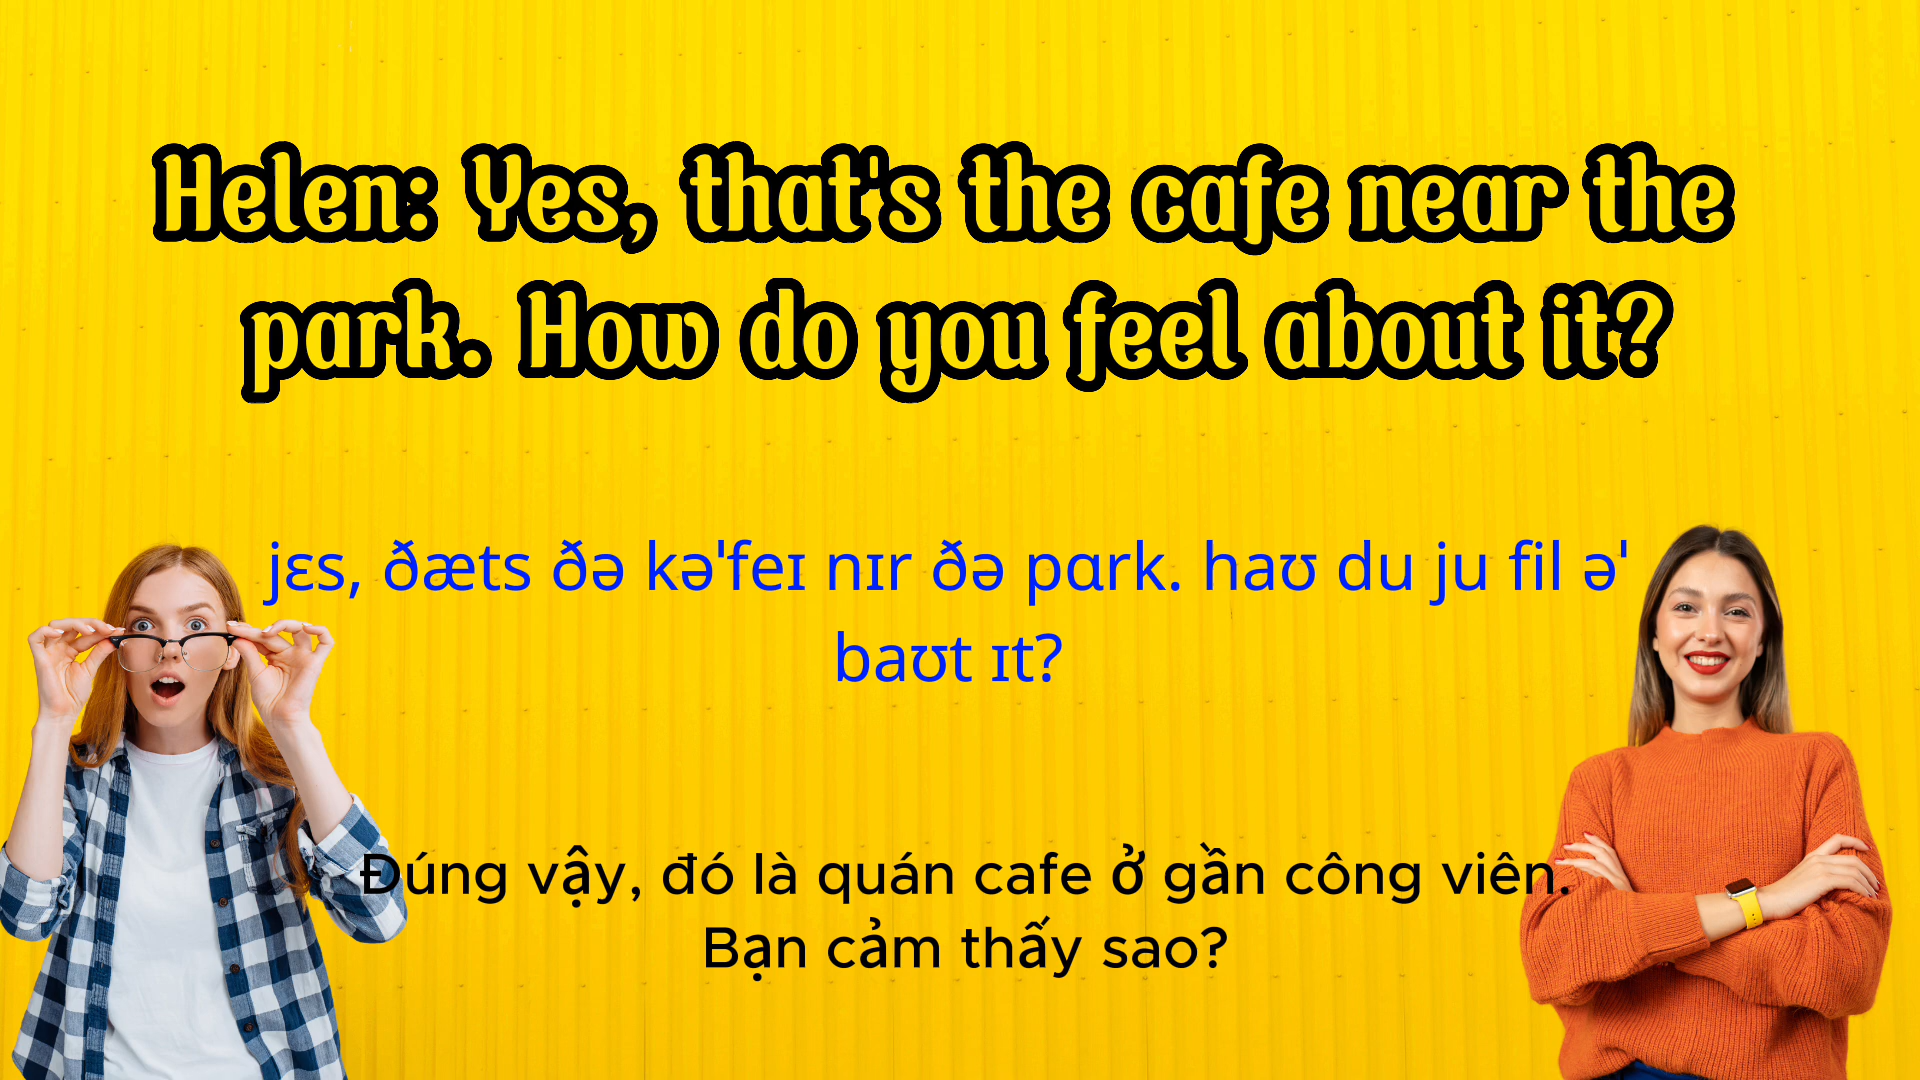 Helen: Yes, that's the cafe near the
park. How do you feel about it?
jɛs, ðæts ðə kəˈfeɪ nɪr ðə pɑrk. haʊ du ju fil əˈ
baʊt ɪt?
Đúng vậy, đó là quán cafe ở gần công viên.
Bạn cảm thấy sao?